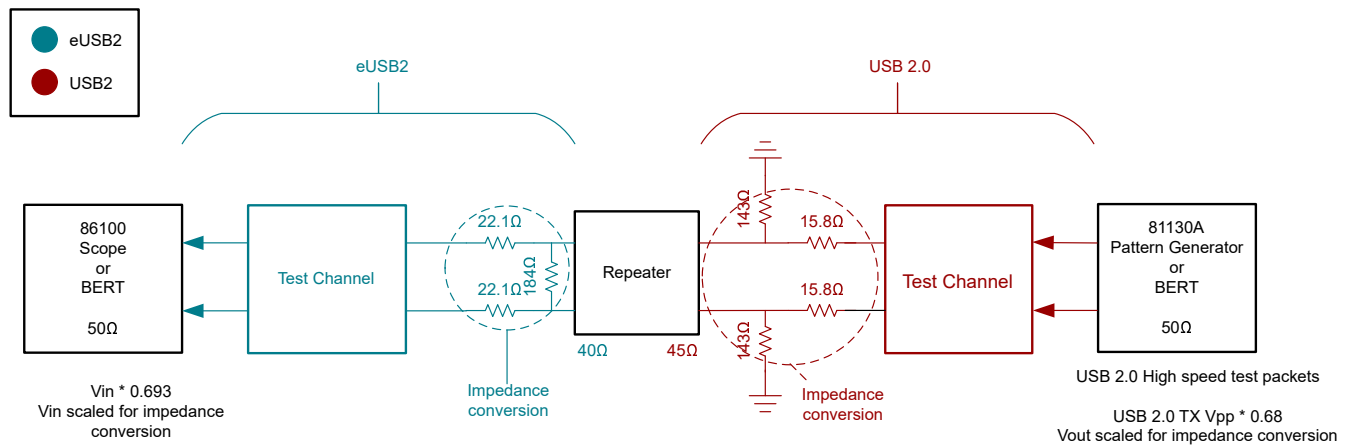 eUSB2
USB2
eUSB2
USB 2.0
86100
Scope
or
BERT
50Ω
Test Channel
22.1Ω
184Ω
22.1Ω
Repeater
40Ω
45Ω
143Ω
15.8Ω
15.8Ω
143Ω
Test Channel
81130A
Pattern Generator
or
BERT
50Ω
Vin * 0.693
Vin scaled for impedance
conversion
Impedance
conversion
Impedance
conversion
USB 2.0 High speed test packets
USB 2.0 TX Vpp * 0.68
Vout scaled for impedance conversion